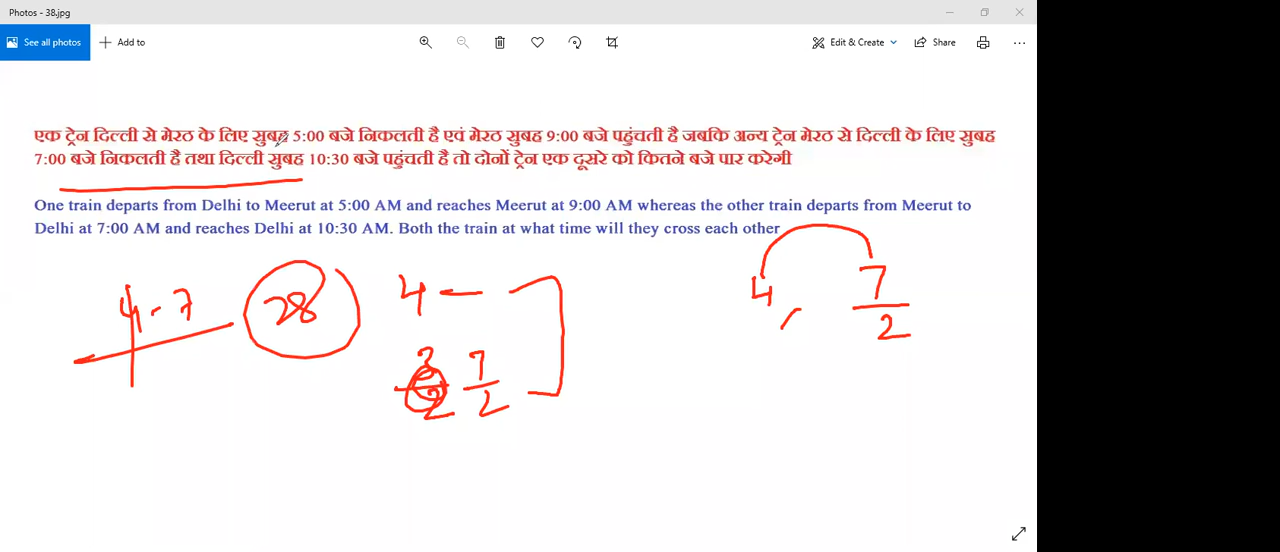 Photos - 38.jpg
See all photos
Add to
Edit & Create
Share
एक ट्रेन दिल्ली से मेरठ के लिए सुबह 5:00 बजे निकलती है एवं मेरठ सुबह 9:00 बजे पहुंचती है जबकि अन्य ट्रेन मेरठ से दिल्ली के लिए सुबह
7:00 बजे निकलती है तथा दिल्ली सुबह 10:30 बजे पहुंचती है तो दोनों ट्रेन एक दूसरे को कितने बजे पार करेगी
One train departs from Delhi to Meerut at 5:00 AM and reaches Meerut at 9:00 AM whereas the other train departs from Meerut to
Delhi at 7:00 AM and reaches Delhi at 10:30 AM. Both the train at what time will they cross each other
4 - 7
28
4
7/2
4, 7/2